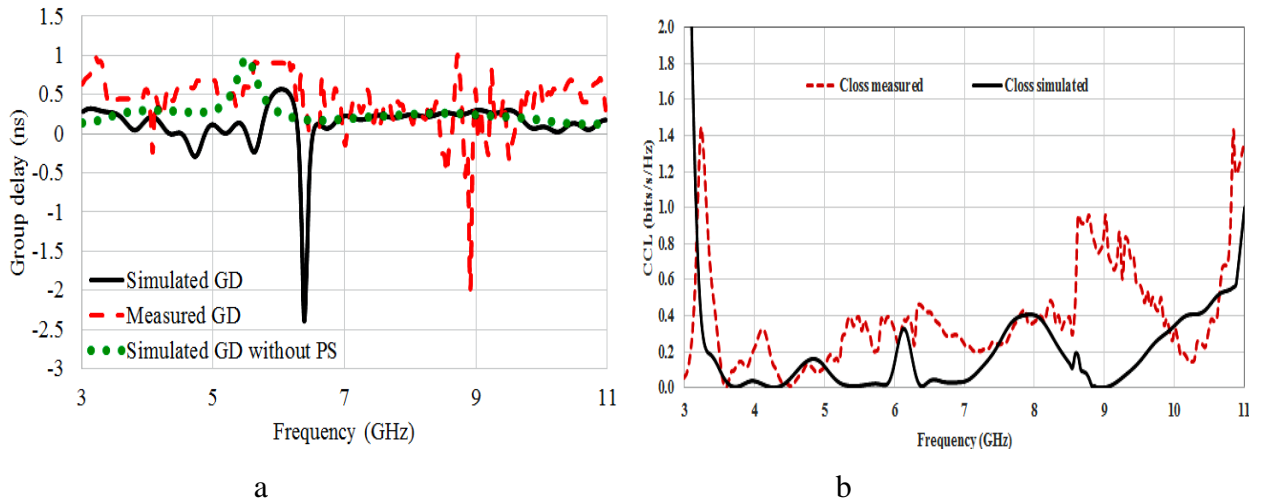 1.5
1
0.5
0
-0.5
-1
-1.5
-2
-2.5
-3
Group delay (ns)
Simulated GD
Measured GD
Simulated GD without PS
3 5 7 9 11
Frequency (GHz)
a
2.0
1.8
1.6
1.4
1.2
1.0
0.8
0.6
0.4
0.2
0.0
CCL (bits/s/Hz)
Closs measured Closs simulated
3 4 5 6 7 8 9 10 11
Frequency (GHz)
b